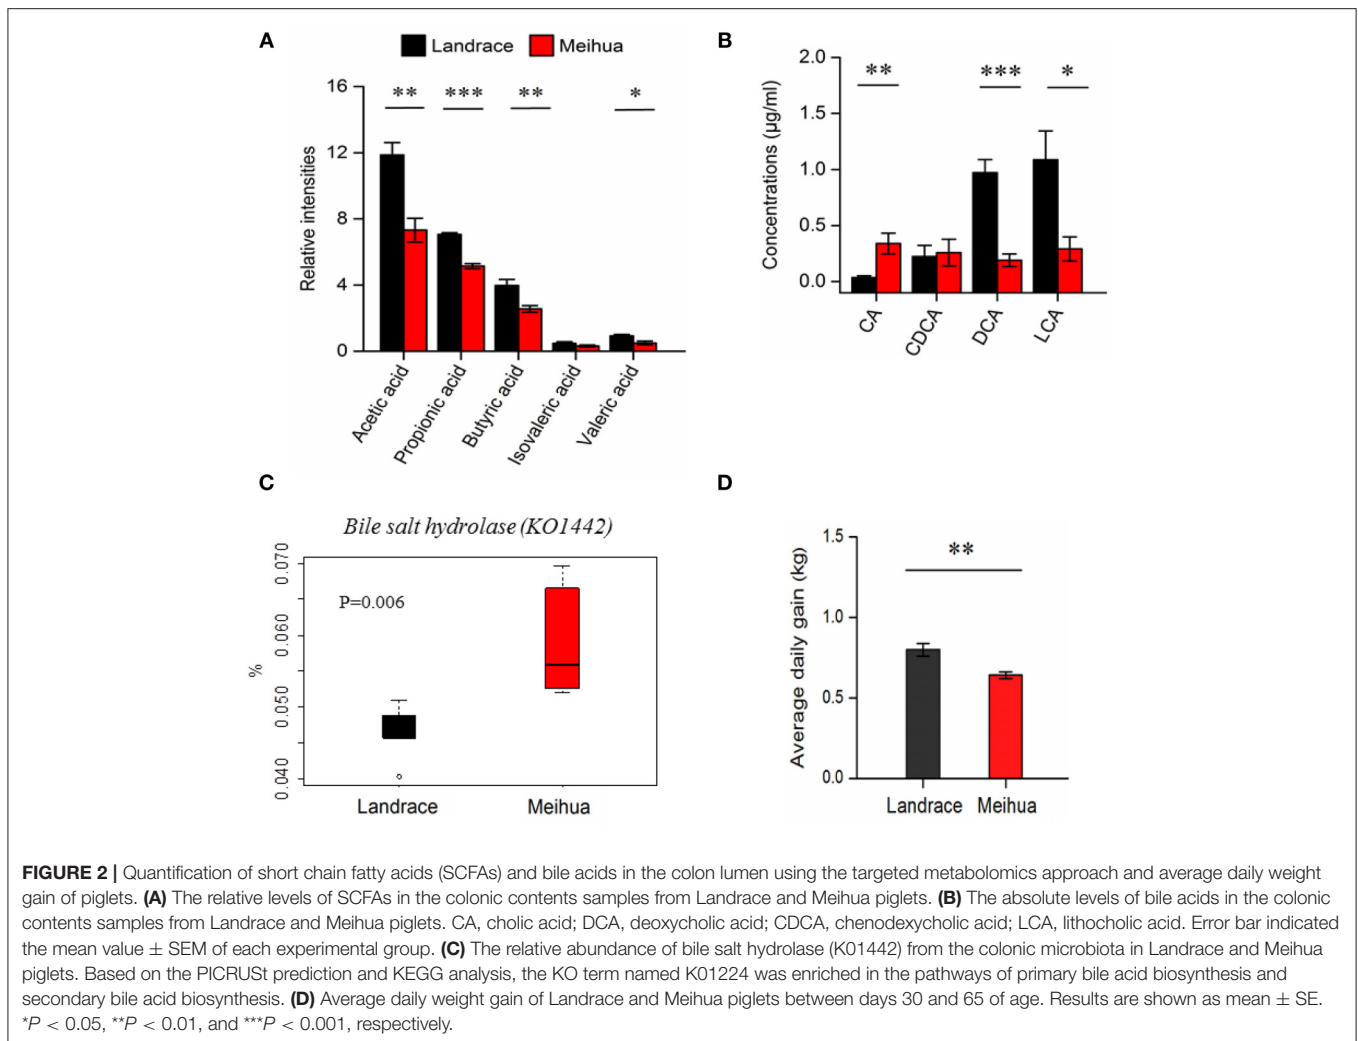 A
Landrace
Meihua
16
12
8
4
0
Relative intensities
**
***
**
*
Acetic acid
Propionic acid
Butyric acid
Isovaleric acid
Valeric acid
B
2.0
1.5
1.0
0.5
0.0
Concentrations (µg/ml)
**
***
*
CA
CDCA
DCA
LCA
C
Bile salt hydrolase (KO1442)
0.070
0.060
0.050
0.040
%
P=0.006
Landrace
Meihua
D
1.5
1.0
0.5
0.0
Average daily gain (kg)
**
Landrace
Meihua
FIGURE 2 | Quantification of short chain fatty acids (SCFAs) and bile acids in the colon lumen using the targeted metabolomics approach and average daily weight
gain of piglets. (A) The relative levels of SCFAs in the colonic contents samples from Landrace and Meihua piglets. (B) The absolute levels of bile acids in the colonic
contents samples from Landrace and Meihua piglets. CA, cholic acid; DCA, deoxycholic acid; CDCA, chenodexycholic acid; LCA, lithocholic acid. Error bar indicated
the mean value ± SEM of each experimental group. (C) The relative abundance of bile salt hydrolase (K01442) from the colonic microbiota in Landrace and Meihua
piglets. Based on the PICRUSt prediction and KEGG analysis, the KO term named K01224 was enriched in the pathways of primary bile acid biosynthesis and
secondary bile acid biosynthesis. (D) Average daily weight gain of Landrace and Meihua piglets between days 30 and 65 of age. Results are shown as mean ± SE.
*P < 0.05, **P < 0.01, and ***P < 0.001, respectively.